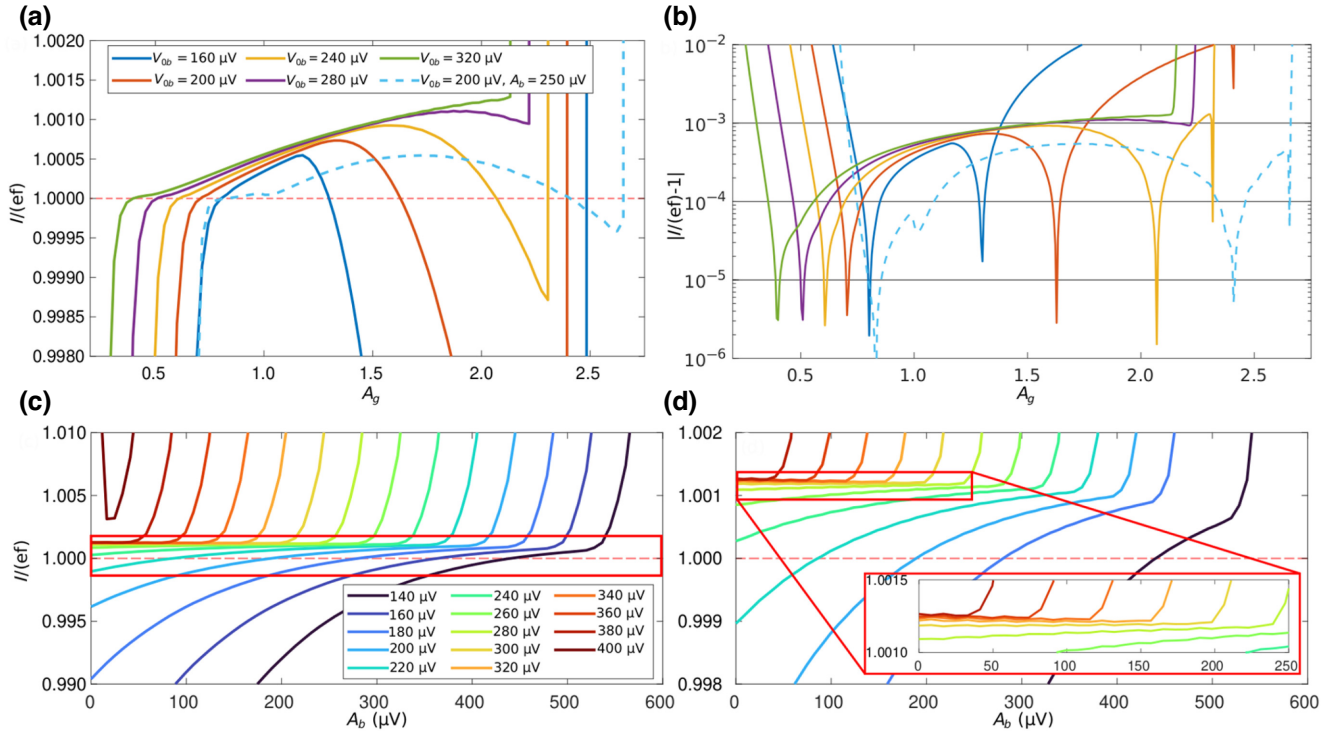 (a)
1.0020
1.0015
1.0010
1.0005
1.0000
0.9995
0.9990
0.9985
0.9980
I/(ef)
V0b = 160 µV
V0b = 240 µV
V0b = 320 µV
V0b = 200 µV
V0b = 280 µV
V0b = 200 µV, Ab = 250 µV
0.5 1.0 1.5 2.0 2.5
Ag
(b)
10−2
10−3
10−4
10−5
10−6
|I/(ef)-1|
0.5 1.0 1.5 2.0 2.5
Ag
(c)
1.010
1.005
1.000
0.995
0.990
I/(ef)
140 µV 240 µV 340 µV
160 µV 260 µV 360 µV
180 µV 280 µV 380 µV
200 µV 300 µV 400 µV
220 µV 320 µV
0 100 200 300 400 500 600
Ab (µV)
(d)
1.002
1.001
1.000
0.999
0.998
1.0015
1.0010
0 50 100 150 200 250
0 100 200 300 400 500 600
Ab (µV)